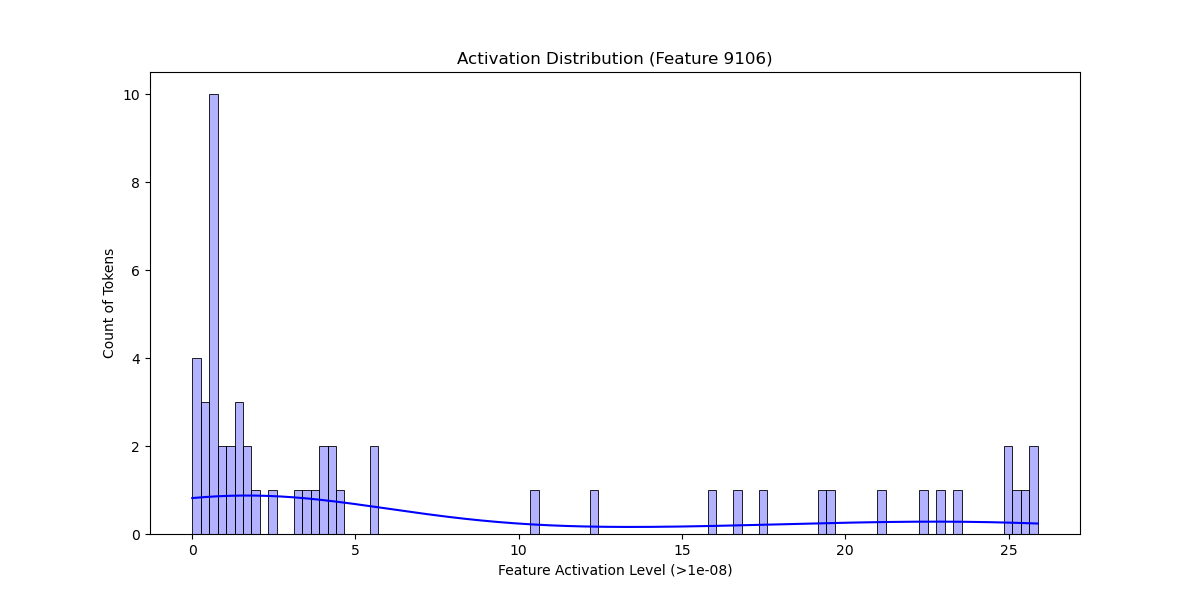 Activation Distribution (Feature 9106)
10
8
6
4
2
0
Count of Tokens
0 5 10 15 20 25
Feature Activation Level (>1e-08)